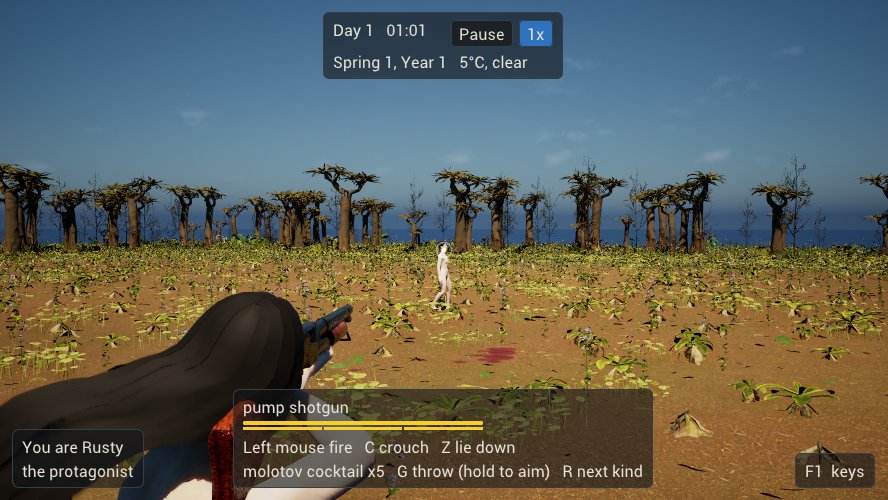 Day 1 01:01 Pause 1x
Spring 1, Year 1 5°C, clear
pump shotgun
Left mouse fire C crouch Z lie down
molotov cocktail x5 G throw (hold to aim) R next kind
You are Rusty
the protagonist
F1 keys